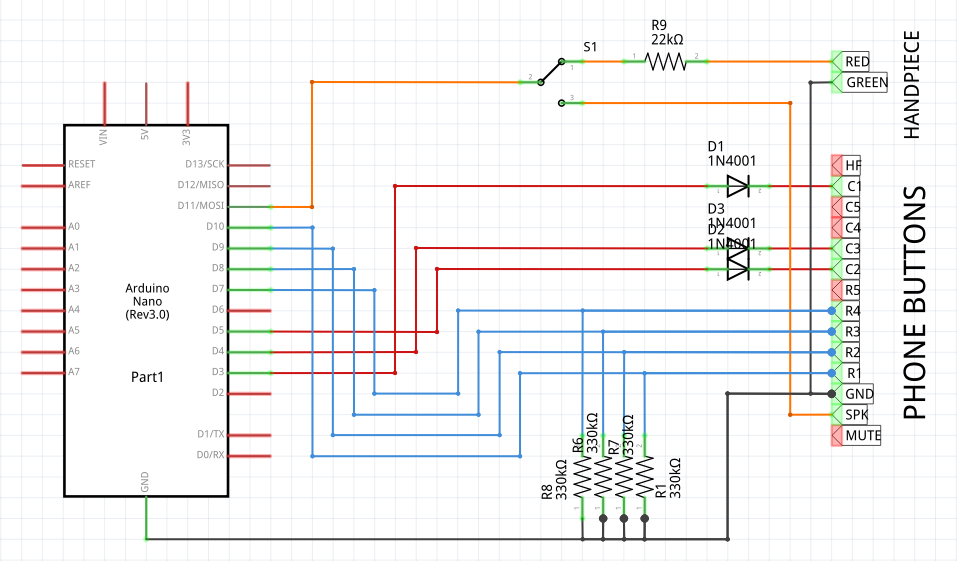 R9
22kΩ
S1
1
2
1
2
3
RED
GREEN
HANDPIECE
VIN
5V
3V3
RESET
AREF
A0
A1
A2
A3
A4
A5
A6
A7
D13/SCK
D12/MISO
D11/MOSI
D10
D9
D8
D7
D6
D5
D4
D3
D2
D1/TX
D0/RX
Arduino
Nano
(Rev3.0)
Part1
GND
D1
1N4001
D3
1N4001
D2
1N4001
HF
C1
C5
C4
C3
C2
R5
R4
R3
R2
R1
GND
SPK
MUTE
PHONE BUTTONS
R8
330kΩ
R6
330kΩ
R7
330kΩ
R1
330kΩ